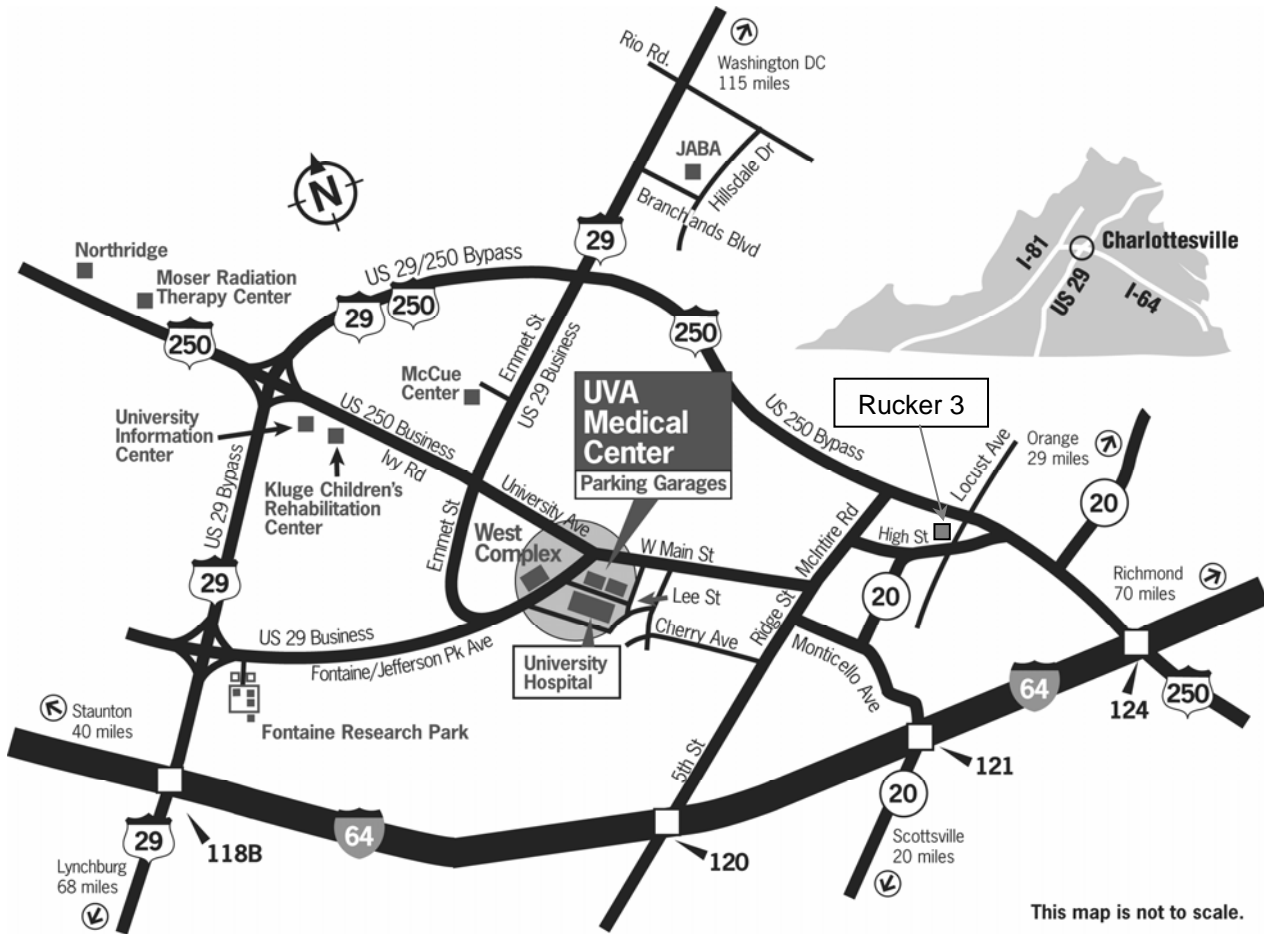 Rio Rd.
Washington DC
115 miles
JABA
Hillsdale Dr
Branchlands Blvd
N
29
Northridge
Moser Radiation
Therapy Center
US 29/250 Bypass
29
250
250
250
I-81
Charlottesville
US 29
I-64
Emmet St
US 29 Business
McCue
Center
UVA
Medical
Center
Parking Garages
US 250 Bypass
Rucker 3
Locust Ave
Orange
29 miles
20
University
Information
Center
US 250 Business
Ivy Rd
Kluge Children's
Rehabilitation
Center
US 29 Bypass
University Ave
Emmet St
West
Complex
W Main St
McIntire Rd
High St
Richmond
70 miles
29
Lee St
20
Ridge St
US 29 Business
Fontaine/Jefferson Pk Ave
Cherry Ave
University
Hospital
Monticello Ave
64
124
250
Staunton
40 miles
Fontaine Research Park
5th St
121
20
29
118B
64
120
Scottsville
20 miles
Lynchburg
68 miles
This map is not to scale.